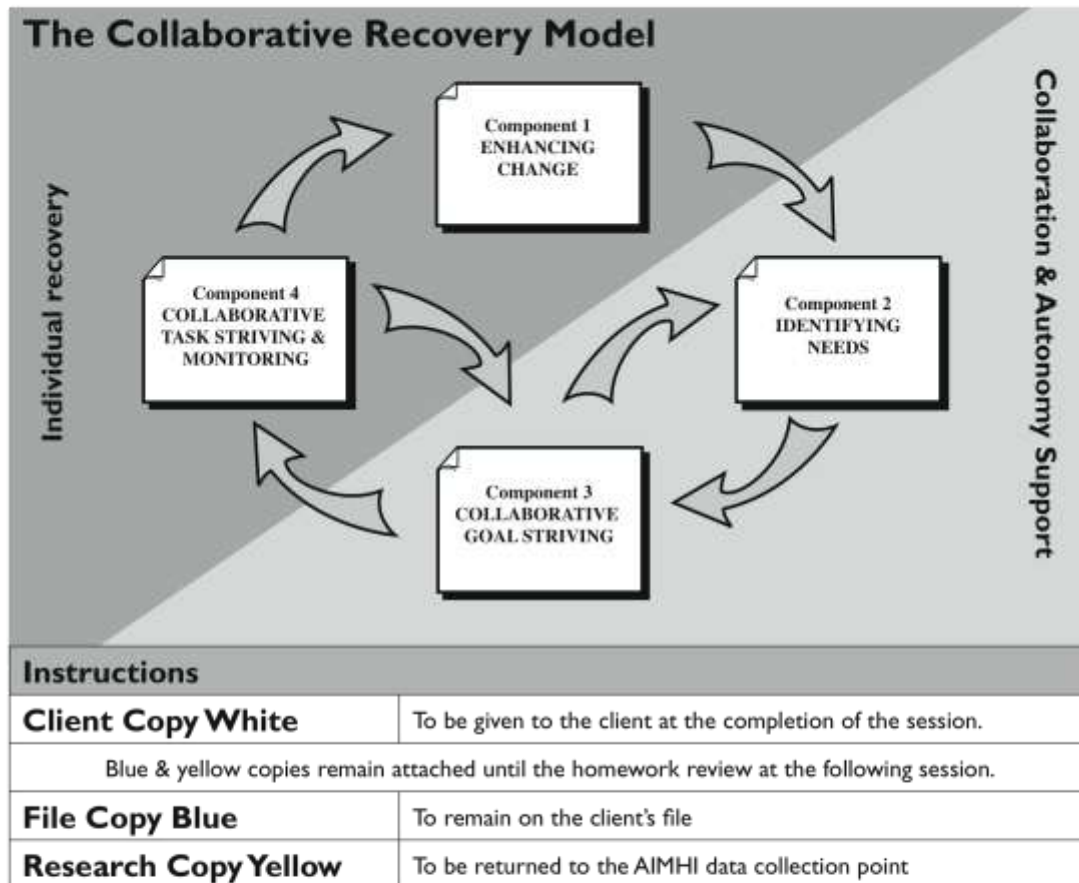 The Collaborative Recovery Model
Component 1
ENHANCING
CHANGE
Collaboration & Autonomy Support
Individual recovery
Component 4
COLLABORATIVE
TASK STRIVING &
MONITORING
Component 2
IDENTIFYING
NEEDS
Component 3
COLLABORATIVE
GOAL STRIVING
Instructions
Client Copy White To be given to the client at the completion of the session.
Blue & yellow copies remain attached until the homework review at the following session.
File Copy Blue To remain on the client's file
Research Copy Yellow To be returned to the AIMHI data collection point